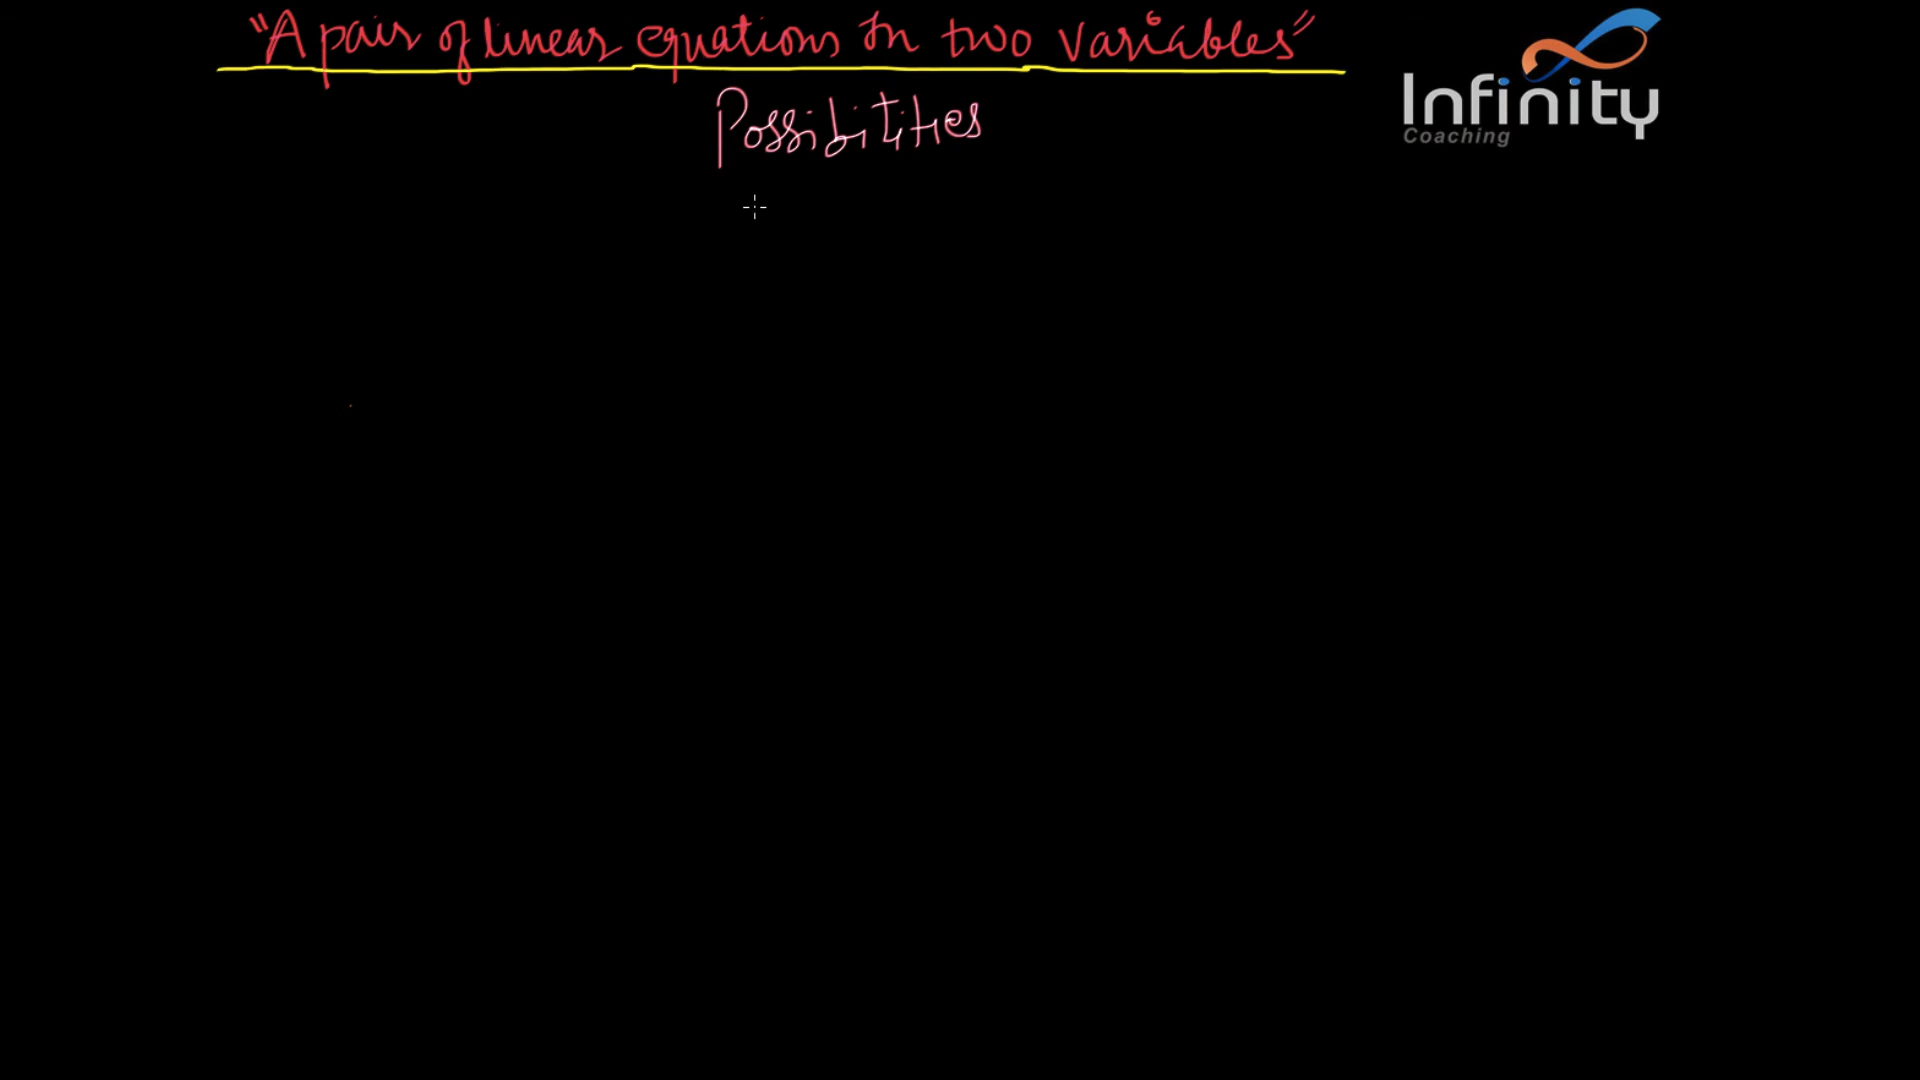 "A pair of linear equations in two variables"
Infinity
Coaching
Possibilities